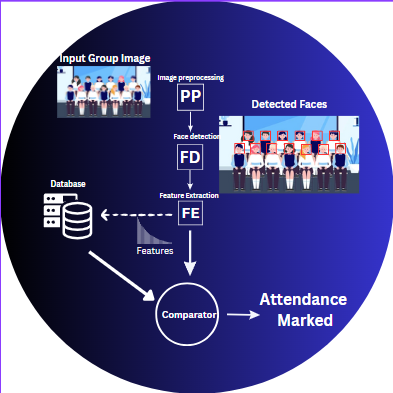 Input Group Image
Image preprocessing
PP
Detected Faces
Face detection
FD
Database
Feature Extraction
FE
Features
Comparator
Attendance
Marked